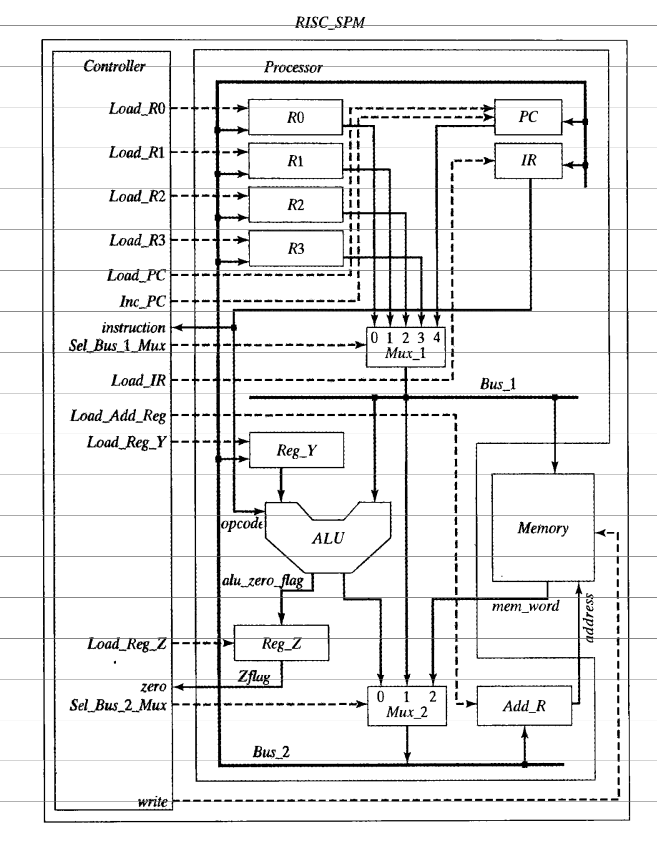 RISC_SPM
Controller
Processor
Load_R0
R0
PC
Load_R1
R1
IR
Load_R2
R2
Load_R3
R3
Load_PC
Inc_PC
instruction
Sel_Bus_1_Mux
0 1 2 3 4
Mux_1
Load_IR
Bus_1
Load_Add_Reg
Load_Reg_Y
Reg_Y
opcode
ALU
Memory
alu_zero_flag
mem_word
address
Load_Reg_Z
Reg_Z
Zflag
zero
Sel_Bus_2_Mux
0 1 2
Mux_2
Add_R
Bus_2
write